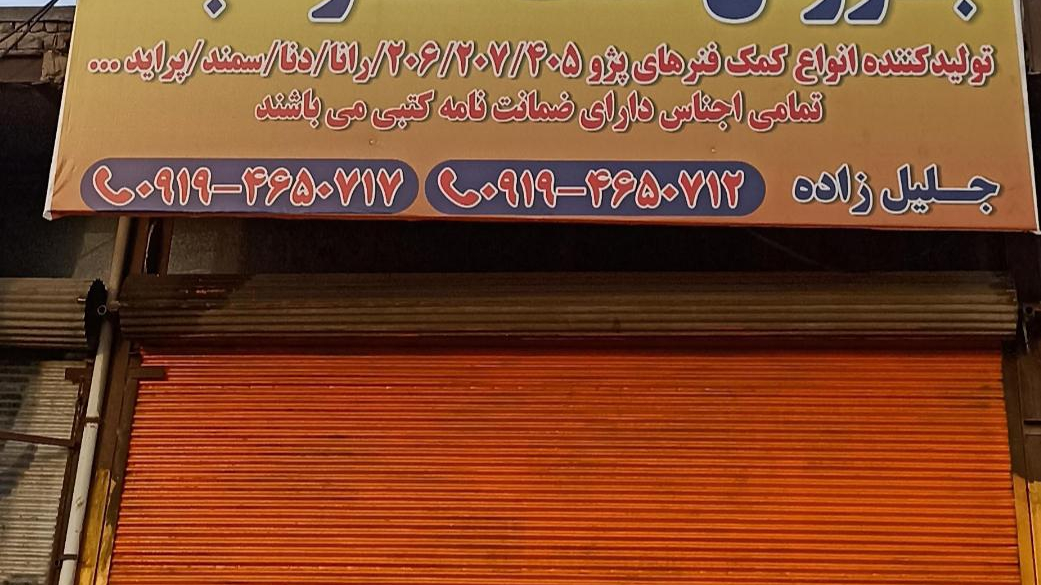 تولیدکننده انواع کمک فنرهای پژو ۴۰۵/۲۰۷/۲۰۶/رانا/دنا/سمند/پراید ...
تمامی اجناس دارای ضمانت نامه کتبی می باشند
جلیل زاده ۰۹۱۹-۴۶۵۰۷۱۲ ۰۹۱۹-۴۶۵۰۷۱۷